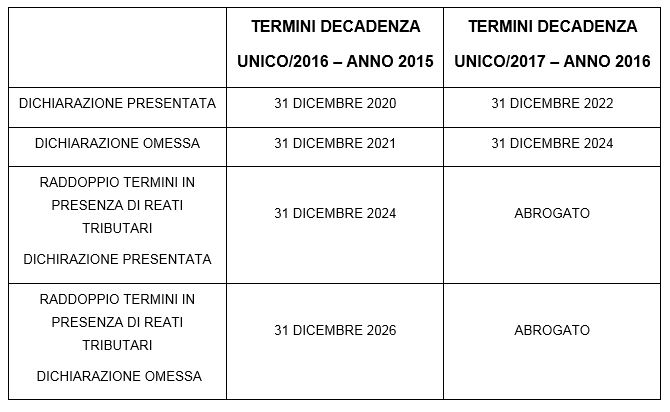 TERMINI DECADENZA
UNICO/2016 – ANNO 2015
TERMINI DECADENZA
UNICO/2017 – ANNO 2016
DICHIARAZIONE PRESENTATA
31 DICEMBRE 2020
31 DICEMBRE 2022
DICHIARAZIONE OMESSA
31 DICEMBRE 2021
31 DICEMBRE 2024
RADDOPPIO TERMINI IN
PRESENZA DI REATI
TRIBUTARI
DICHIRAZIONE PRESENTATA
31 DICEMBRE 2024
ABROGATO
RADDOPPIO TERMINI IN
PRESENZA DI REATI
TRIBUTARI
DICHIARAZIONE OMESSA
31 DICEMBRE 2026
ABROGATO